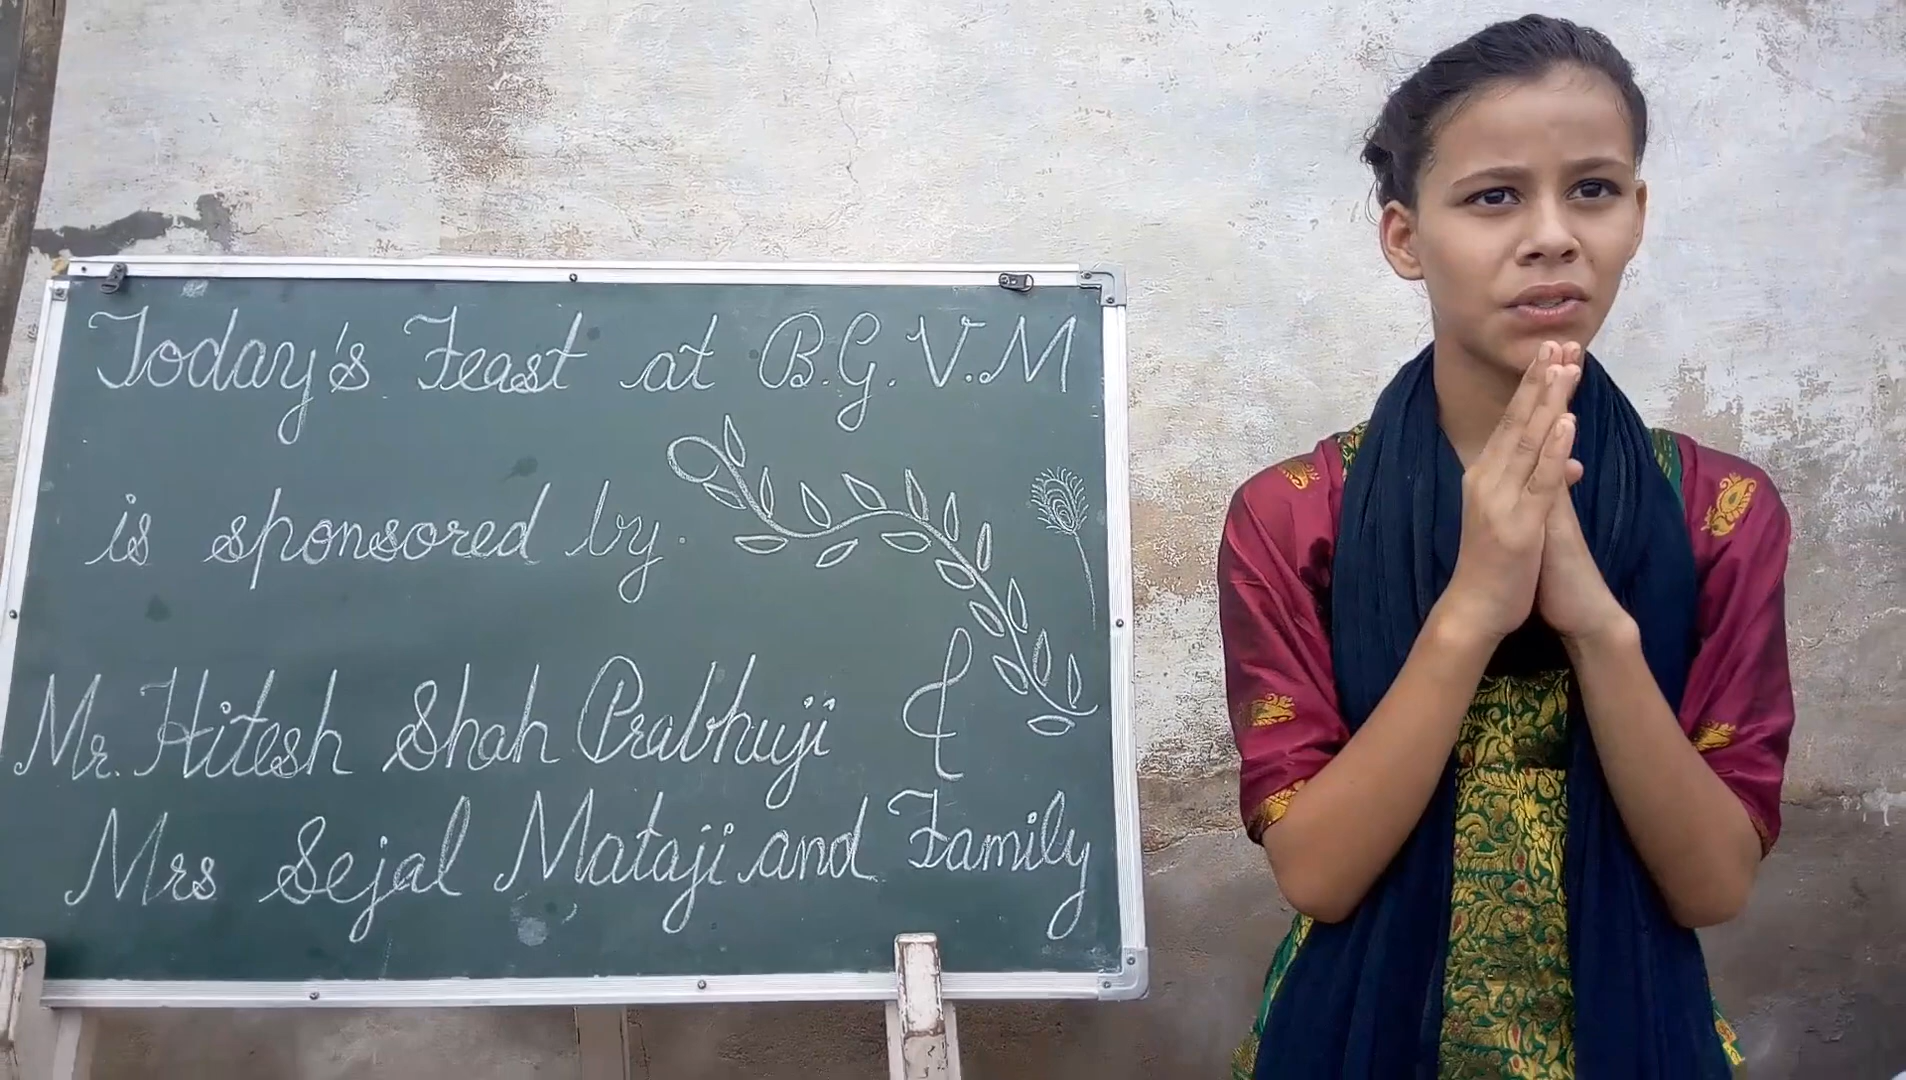 Today's Feast at B.G.V.M
is sponsored by.
Mr. Hitesh Shah Prabhuji &
Mrs Sejal Mataji and Family